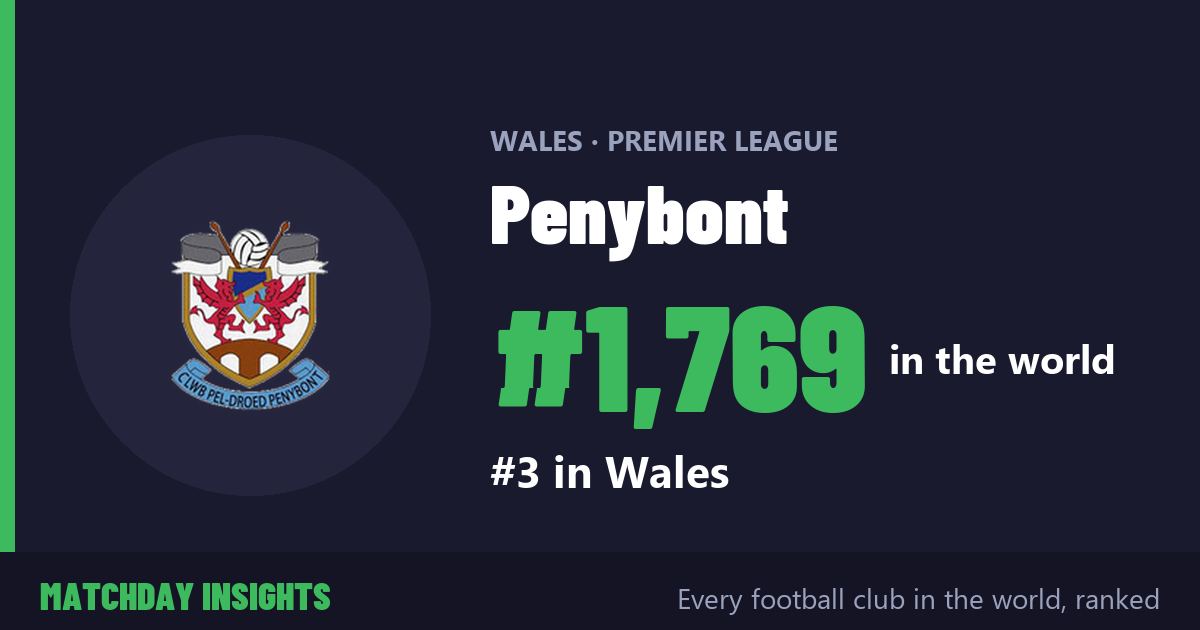 WALES · PREMIER LEAGUE
Penybont
#1,769 in the world
#3 in Wales
CLWB PEL-DROED PENYBONT
MATCHDAY INSIGHTS
Every football club in the world, ranked